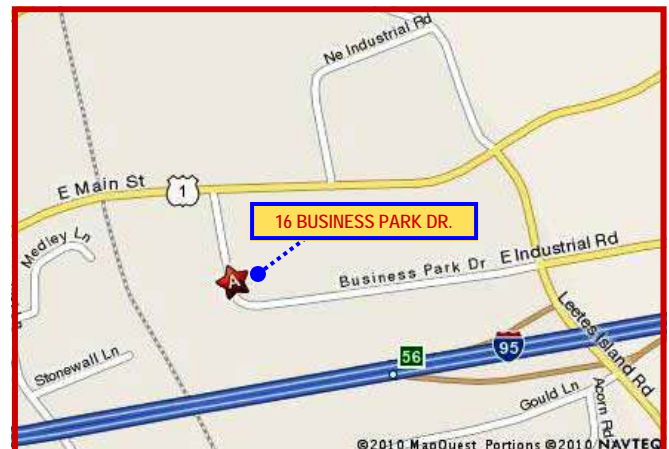 Ne Industrial Rd
E Main St
1
Medley Ln
16 BUSINESS PARK DR.
A
Business Park Dr
E Industrial Rd
Leetes Island Rd
95
56
Stonewall Ln
Gould Ln
Acorn Rd
©2010 MapQuest Portions ©2010 NAVTEQ